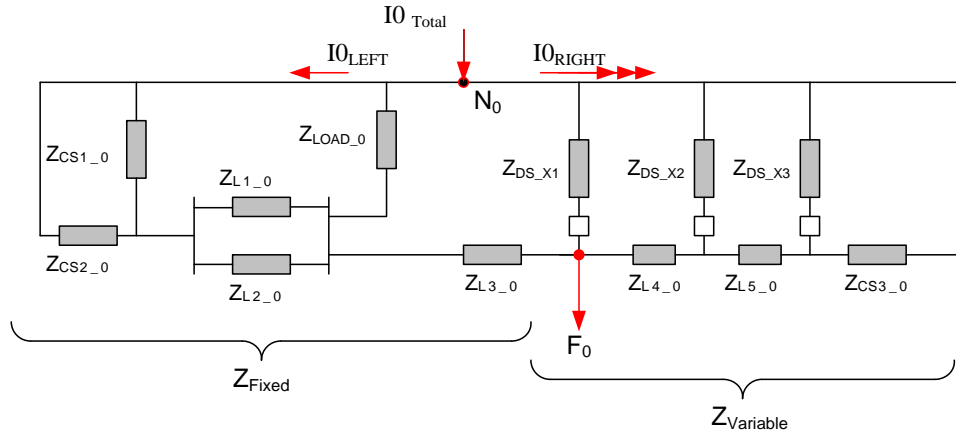 I0 Total
I0LEFT
I0RIGHT
N0
ZCS1_0
ZLOAD_0
ZL1_0
ZDS_X1
ZDS_X2
ZDS_X3
ZCS2_0
ZL2_0
ZL3_0
ZL4_0
ZL5_0
ZCS3_0
F0
ZFixed
ZVariable